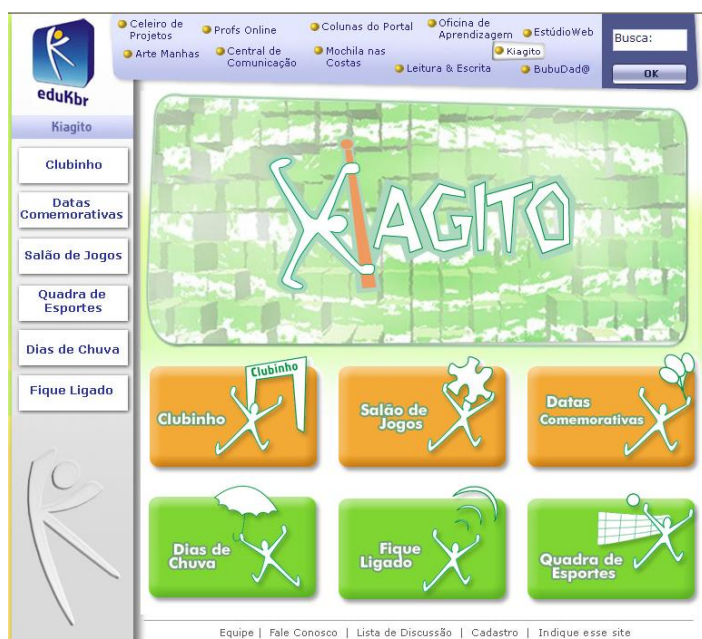 Celeiro de
Projetos
Profs Online
Colunas do Portal
Oficina de
Aprendizagem
EstúdioWeb
Arte Manhas
Central de
Comunicação
Mochila nas
Costas
Kiagito
Leitura & Escrita
BubuDad@
Busca:
OK
eduKbr
Kiagito
Clubinho
Datas
Comemorativas
Salão de Jogos
Quadra de
Esportes
Dias de Chuva
Fique Ligado
KIAGITO
Clubinho
Clubinho
Salão de
Jogos
Datas
Comemorativas
Dias de
Chuva
Fique
Ligado
Quadra de
Esportes
Equipe | Fale Conosco | Lista de Discussão | Cadastro | Indique esse site